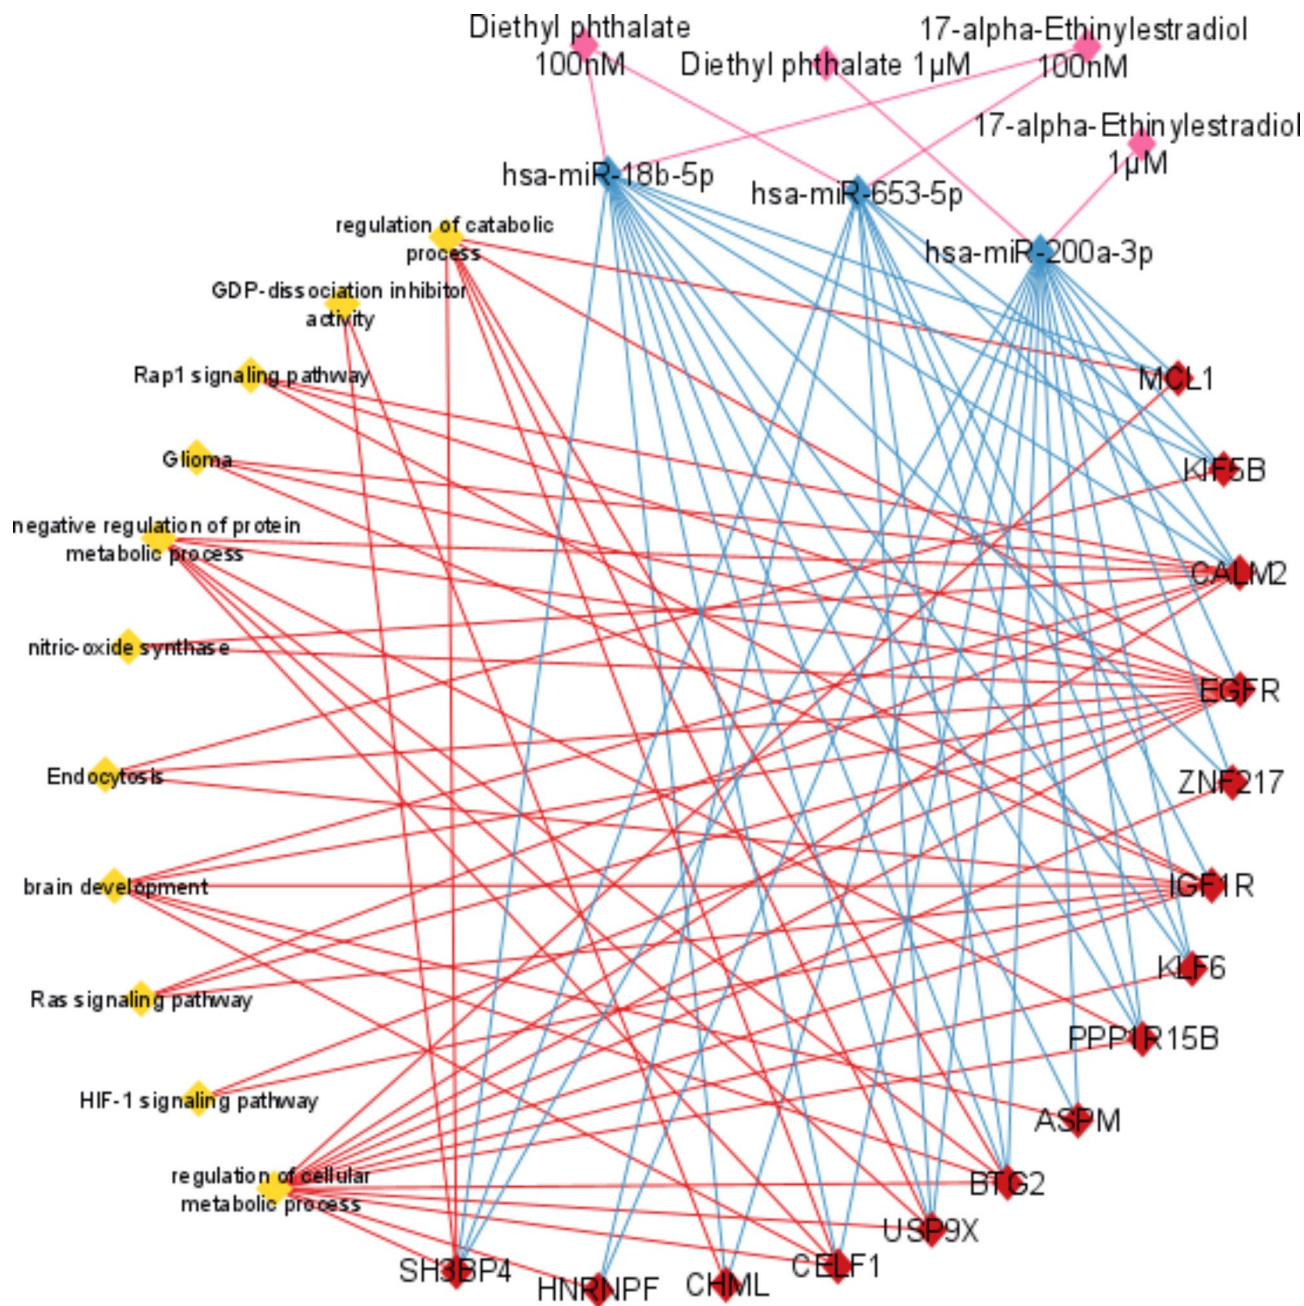 Diethyl phthalate
100nM
Diethyl phthalate 1µM
17-alpha-Ethinylestradiol
100nM
17-alpha-Ethinylestradiol
1µM
hsa-miR-18b-5p
hsa-miR-653-5p
hsa-miR-200a-3p
regulation of catabolic
process
GDP-dissociation inhibitor
activity
Rap1 signaling pathway
Glioma
negative regulation of protein
metabolic process
nitric-oxide synthase
Endocytosis
brain development
Ras signaling pathway
HIF-1 signaling pathway
regulation of cellular
metabolic process
MCL1
KIF5B
CALM2
EGFR
ZNF217
IGF1R
KLF6
PPP1R15B
ASPM
BTG2
USP9X
CELF1
CHML
HNRNPF
SH3BP4